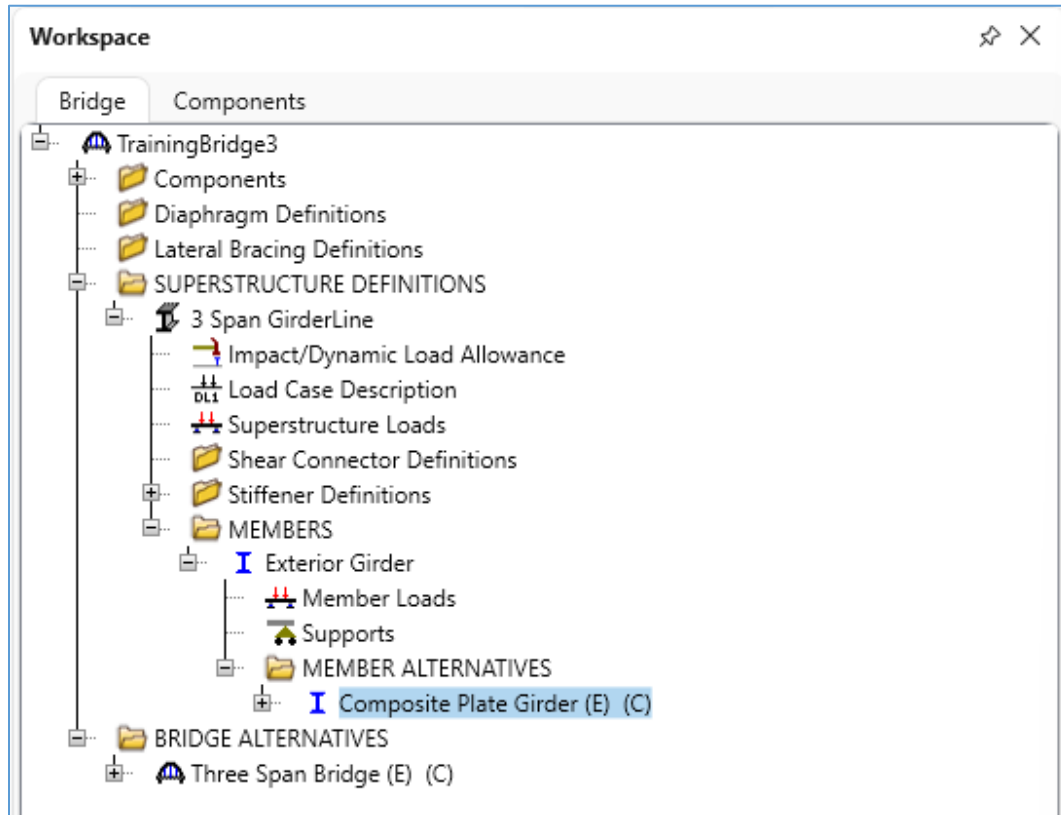 Workspace
Bridge Components
TrainingBridge3
Components
Diaphragm Definitions
Lateral Bracing Definitions
SUPERSTRUCTURE DEFINITIONS
3 Span GirderLine
Impact/Dynamic Load Allowance
DL1 Load Case Description
Superstructure Loads
Shear Connector Definitions
Stiffener Definitions
MEMBERS
Exterior Girder
Member Loads
Supports
MEMBER ALTERNATIVES
Composite Plate Girder (E) (C)
BRIDGE ALTERNATIVES
Three Span Bridge (E) (C)